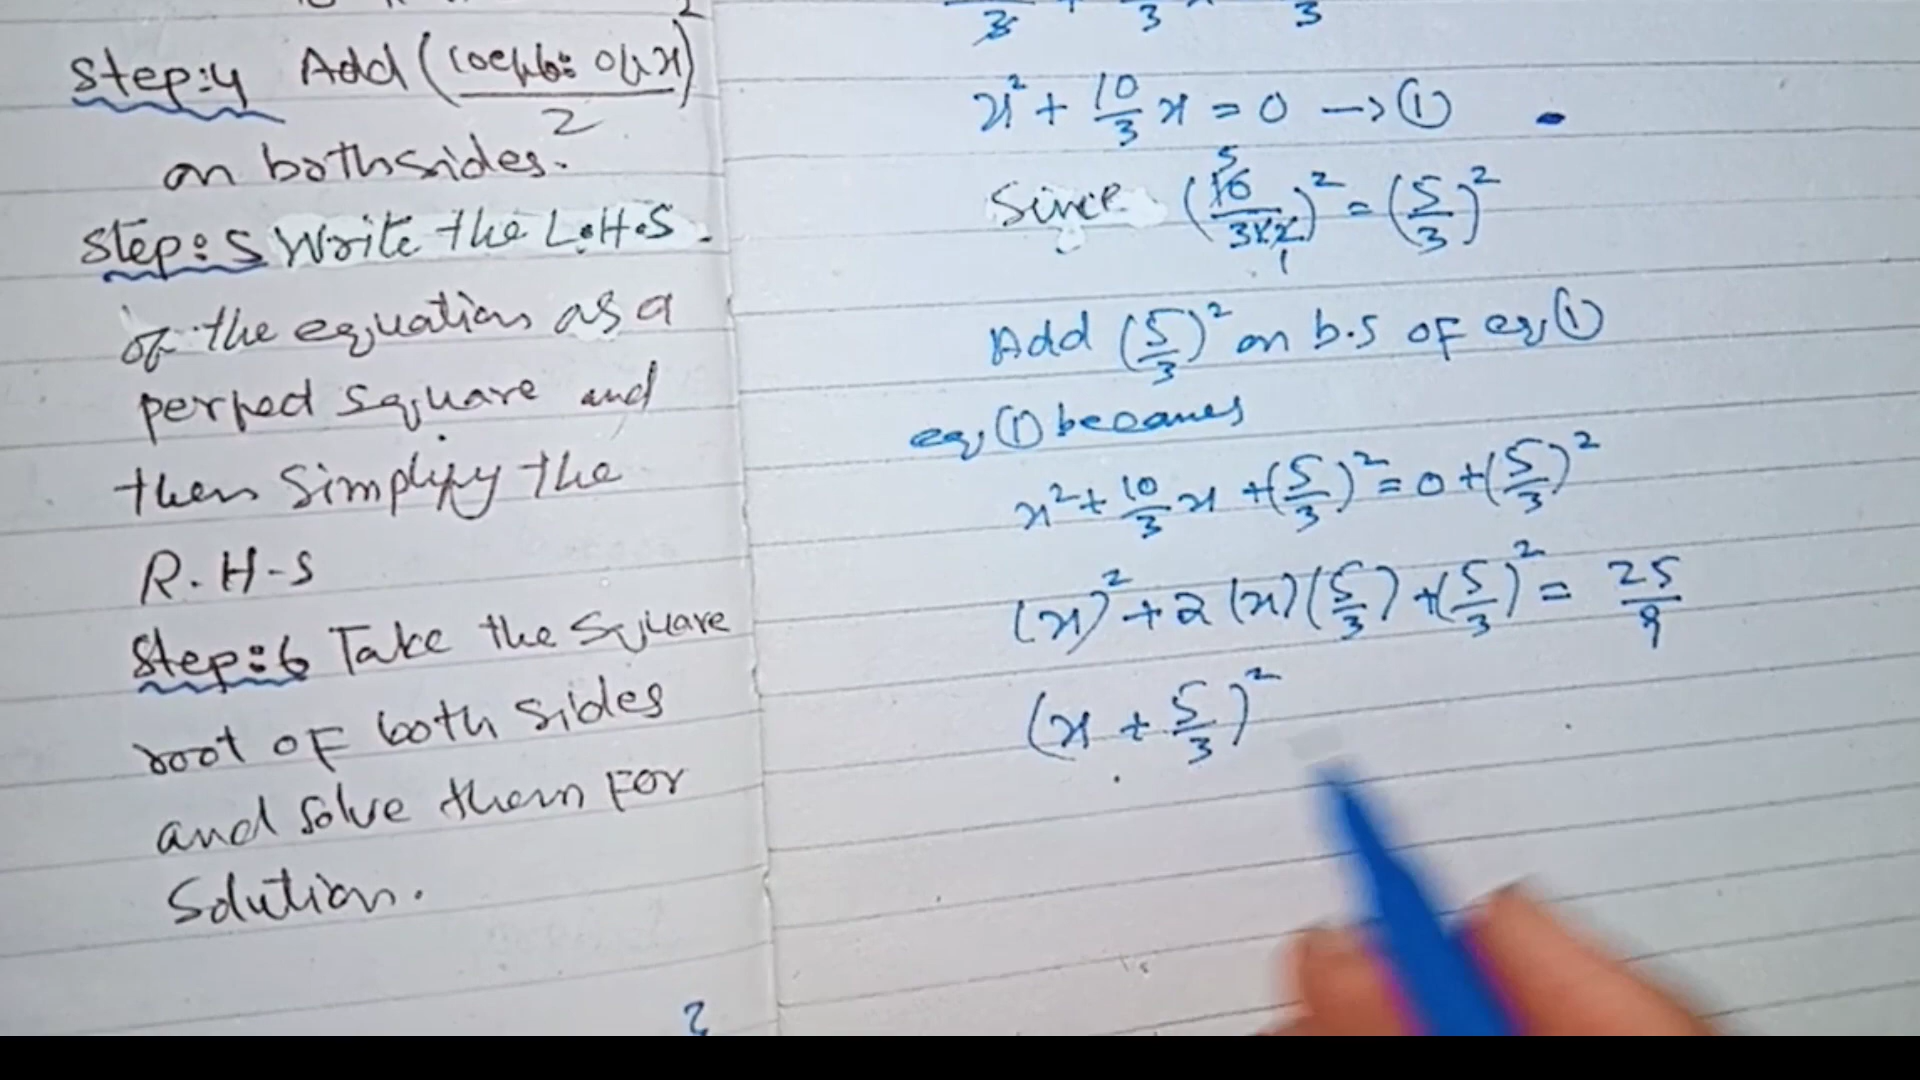 Step:4 Add (coeff: of x / 2)²
on both sides.
Step:5 Write the L.H.S
of the equation as a
perfect square and
then simplify the
R.H.S
Step:6 Take the square
root of both sides
and solve them For
Solution.
x² + 10/3 x = 0 → ①
Since (10/3×2)² = (5/3)²
Add (5/3)² on b.s of eq ①
eq ① becomes
x² + 10/3 x + (5/3)² = 0 + (5/3)²
(x)² + 2(x)(5/3) + (5/3)² = 25/9
(x + 5/3)²